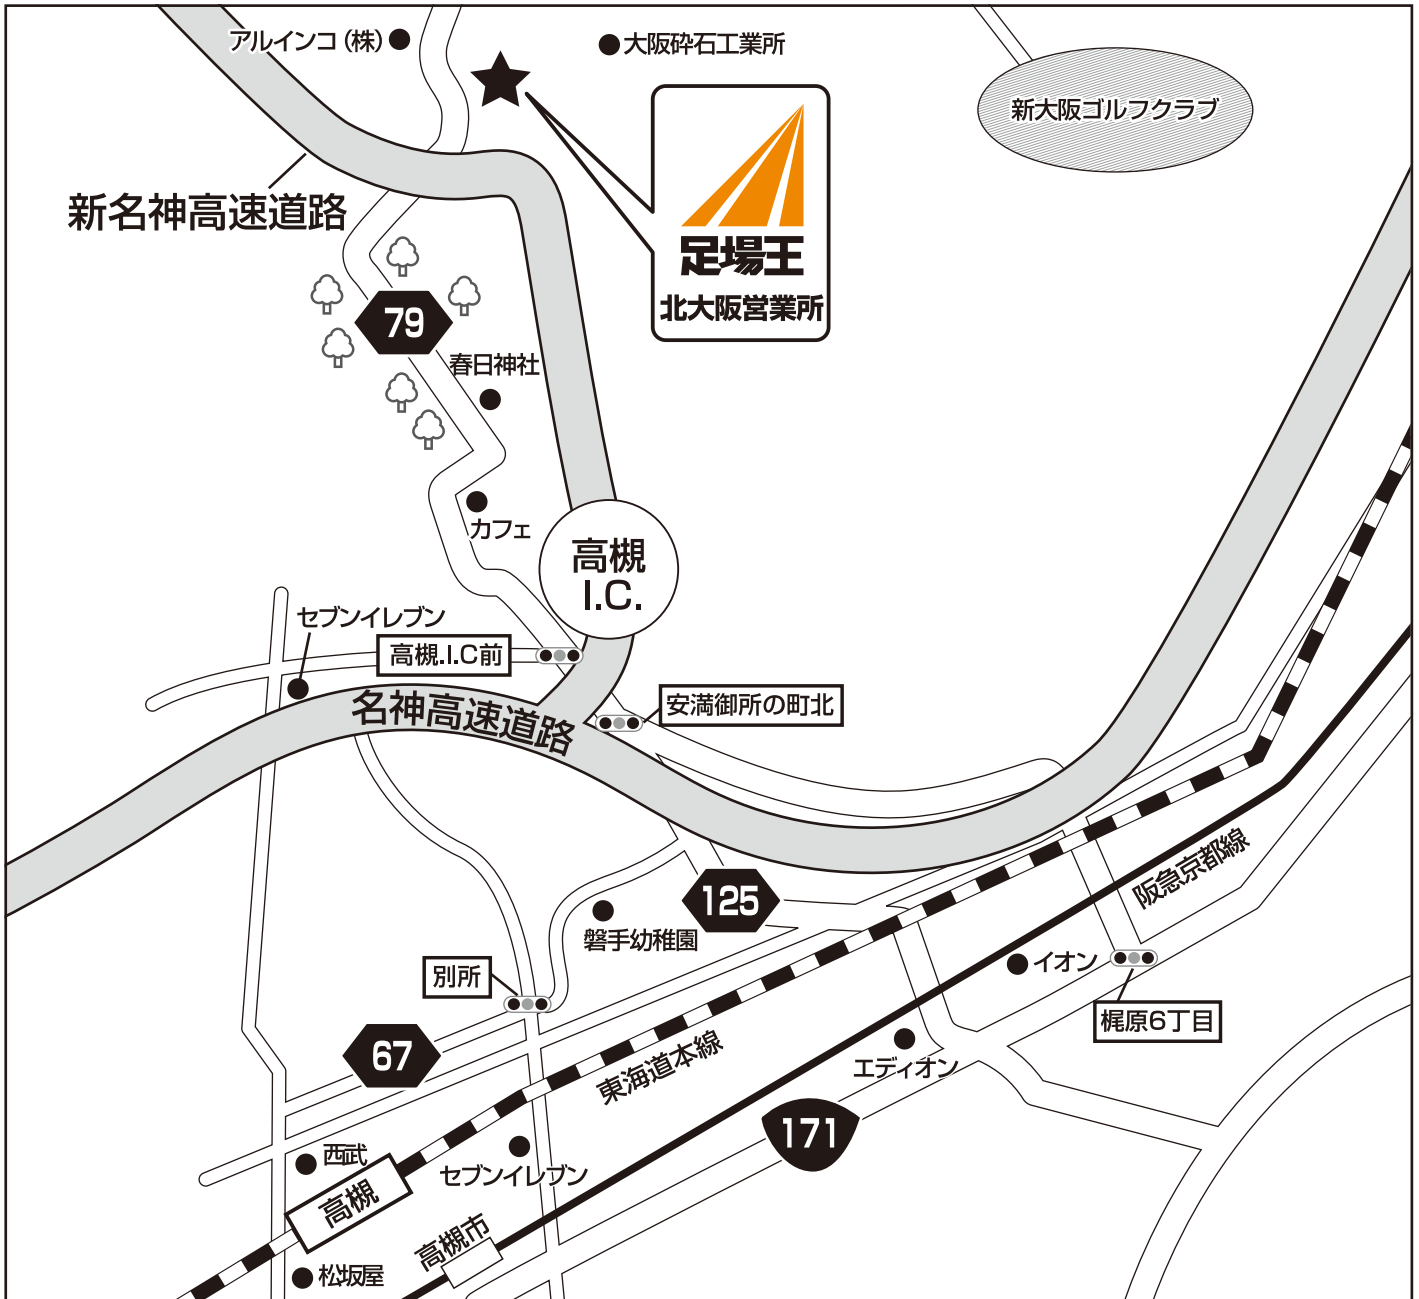 アルインコ(株)
大阪砕石工業所
新大阪ゴルフクラブ
新名神高速道路
足場王
北大阪営業所
79
春日神社
カフェ
高槻
I.C.
セブンイレブン
高槻.I.C前
名神高速道路
安満御所の町北
125
磐手幼稚園
阪急京都線
別所
イオン
梶原6丁目
67
東海道本線
エディオン
171
西武
セブンイレブン
高槻
高槻市
松坂屋